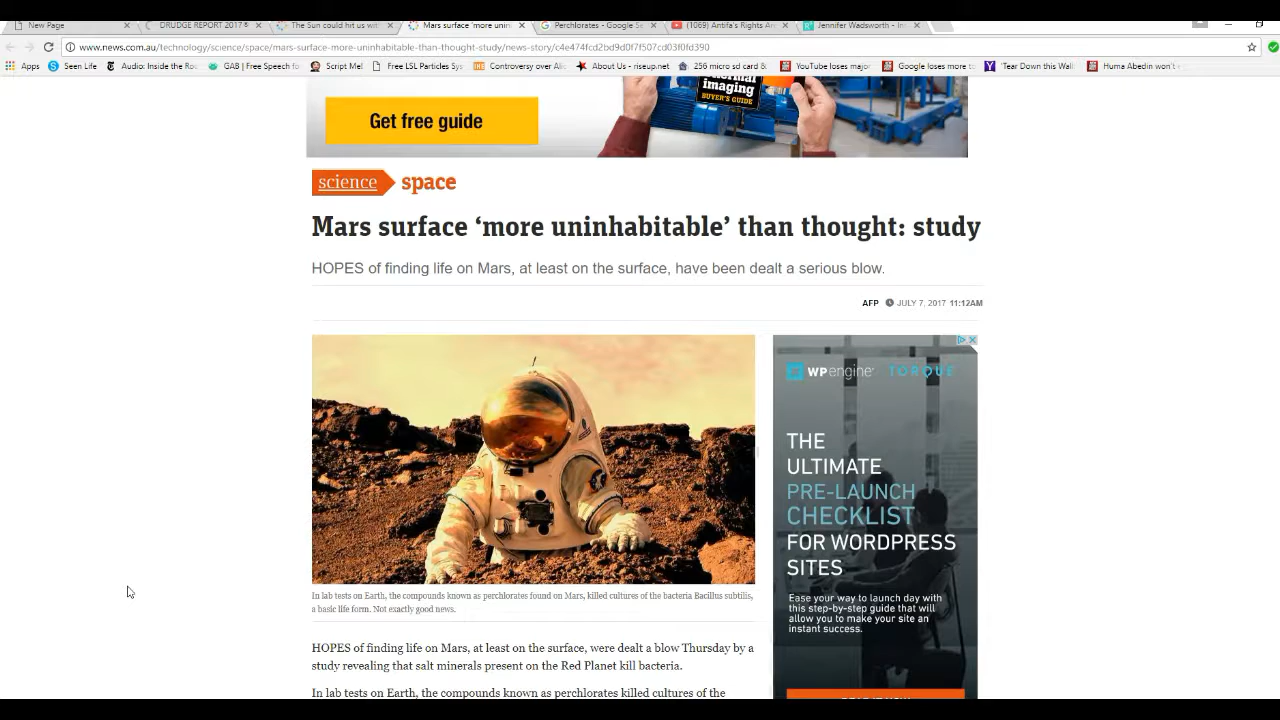 New Page
DRUDGE REPORT 2017®
The Sun could hit us wit
Mars surface 'more unin
Perchlorates - Google Se
(1069) Antifa's Rights Ar
Jennifer Wadsworth - In
www.news.com.au/technology/science/space/mars-surface-more-uninhabitable-than-thought-study/news-story/c4e474fcd2bd9d0f7f507cd03f0fd390
Apps
Seen Life
Audio: Inside the Roc
GAB | Free Speech fo
Script Mel
Free LSL Particles Sys
Controversy over Ali
About Us - riseup.net
256 micro sd card &
YouTube loses major
Google loses more to
'Tear Down this Wall
Huma Abedin won't v
imaging
BUYER'S GUIDE
Get free guide
science space
Mars surface ‘more uninhabitable’ than thought: study
HOPES of finding life on Mars, at least on the surface, have been dealt a serious blow.
AFP JULY 7, 2017 11:12AM
In lab tests on Earth, the compounds known as perchlorates found on Mars, killed cultures of the bacteria Bacillus subtilis,
a basic life form. Not exactly good news.
HOPES of finding life on Mars, at least on the surface, were dealt a blow Thursday by a
study revealing that salt minerals present on the Red Planet kill bacteria.
In lab tests on Earth, the compounds known as perchlorates killed cultures of the
WPengine TORQUE
THE
ULTIMATE
PRE-LAUNCH
CHECKLIST
FOR WORDPRESS
SITES
Ease your way to launch day with
this step-by-step guide that will
allow you to make your site an
instant success.